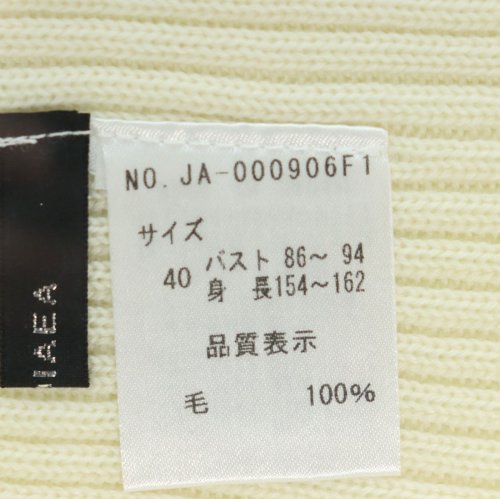 NO. JA-000906F1
サイズ
40 バスト 86～ 94
身 長154～162
品質表示
毛 100%